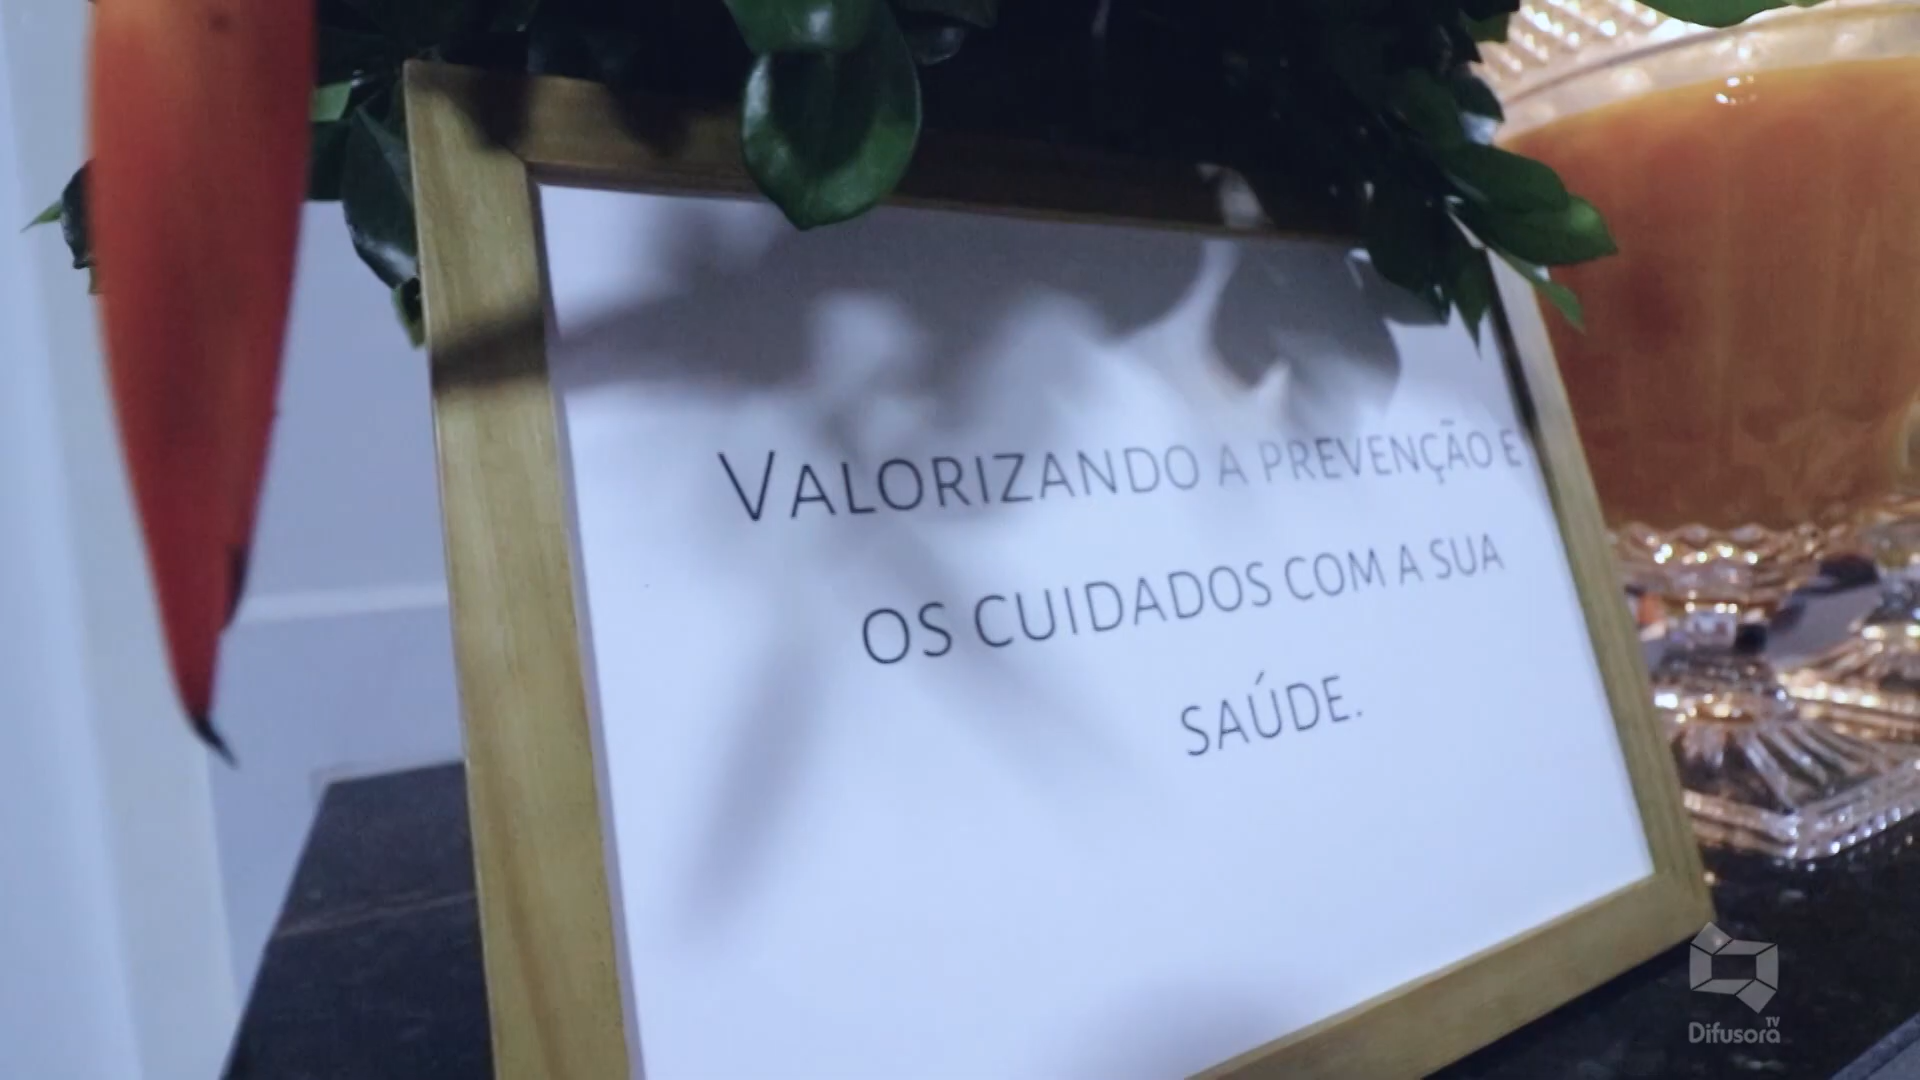 VALORIZANDO A PREVENÇÃO E
OS CUIDADOS COM A SUA
SAÚDE.
TV
Difusora